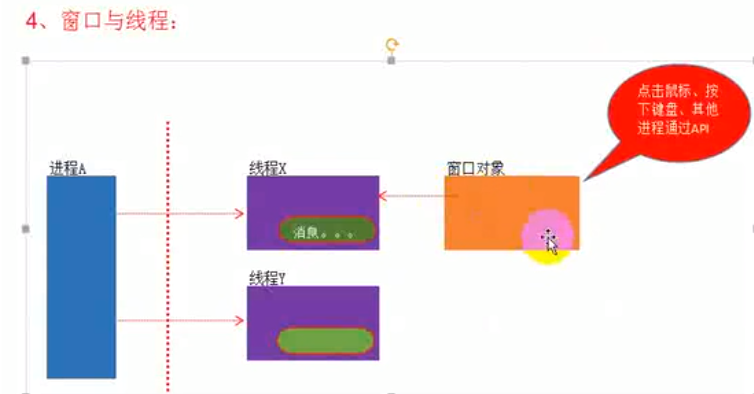 4、窗口与线程：
点击鼠标、按
下键盘、其他
进程通过API
进程A
线程X
窗口对象
消息。。。
线程Y